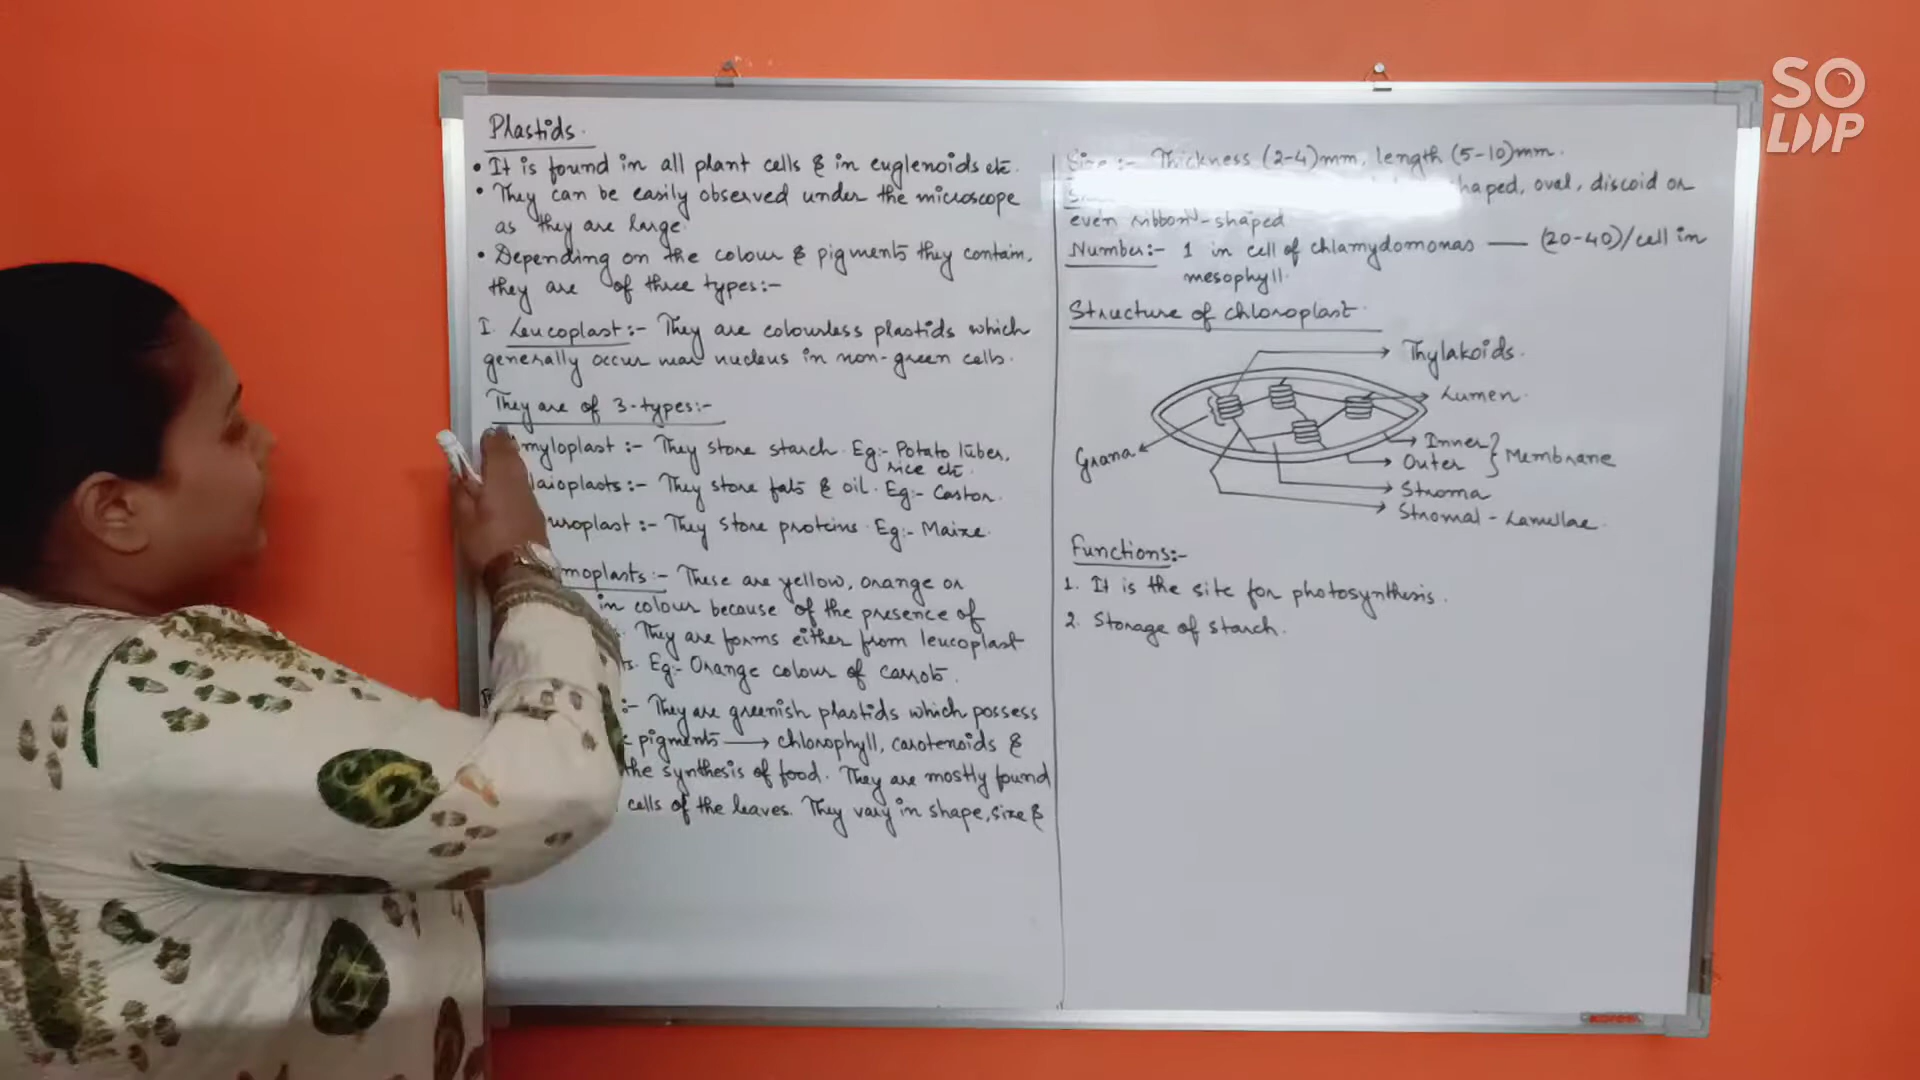 Plastids.
• It is found in all plant cells & in euglenoids etc.
• They can be easily observed under the microscope
as they are large.
• Depending on the colour & pigments they contain,
they are of three types:-
I. Leucoplast:- They are colourless plastids which
generally occur near nucleus in non-green cells.
They are of 3-types:-
myloplast :- They store starch. Eg:- Potato tuber,
rice etc.
laioplasts :- They store fats & oil. Eg:- Castor.
uroplast :- They store proteins. Eg:- Maize.
moplasts :- These are yellow, orange or
in colour because of the presence of
They are forms either from leucoplast
ts. Eg:- Orange colour of carrots.
:- They are greenish plastids which possess
pigments → chlorophyll, carotenoids &
the synthesis of food. They are mostly found
cells of the leaves. They vary in shape, size &
Size :- Thickness (2-4)mm, length (5-10)mm.
shaped, oval, discoid or
even ribbon-shaped
Number:- 1 in cell of chlamydomonas — (20-40)/cell in
mesophyll.
Structure of chloroplast.
Thylakoids.
Lumen.
Grana
Inner
Outer } Membrane
Stroma
Stromal - Lamellae.
Functions:-
1. It is the site for photosynthesis.
2. Storage of starch.
SO
LOOP